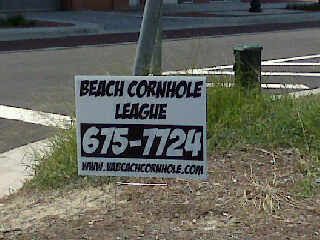 BEACH CORNHOLE
LEAGUE
675-7724
WWW.VABEACHCORNHOLE.COM